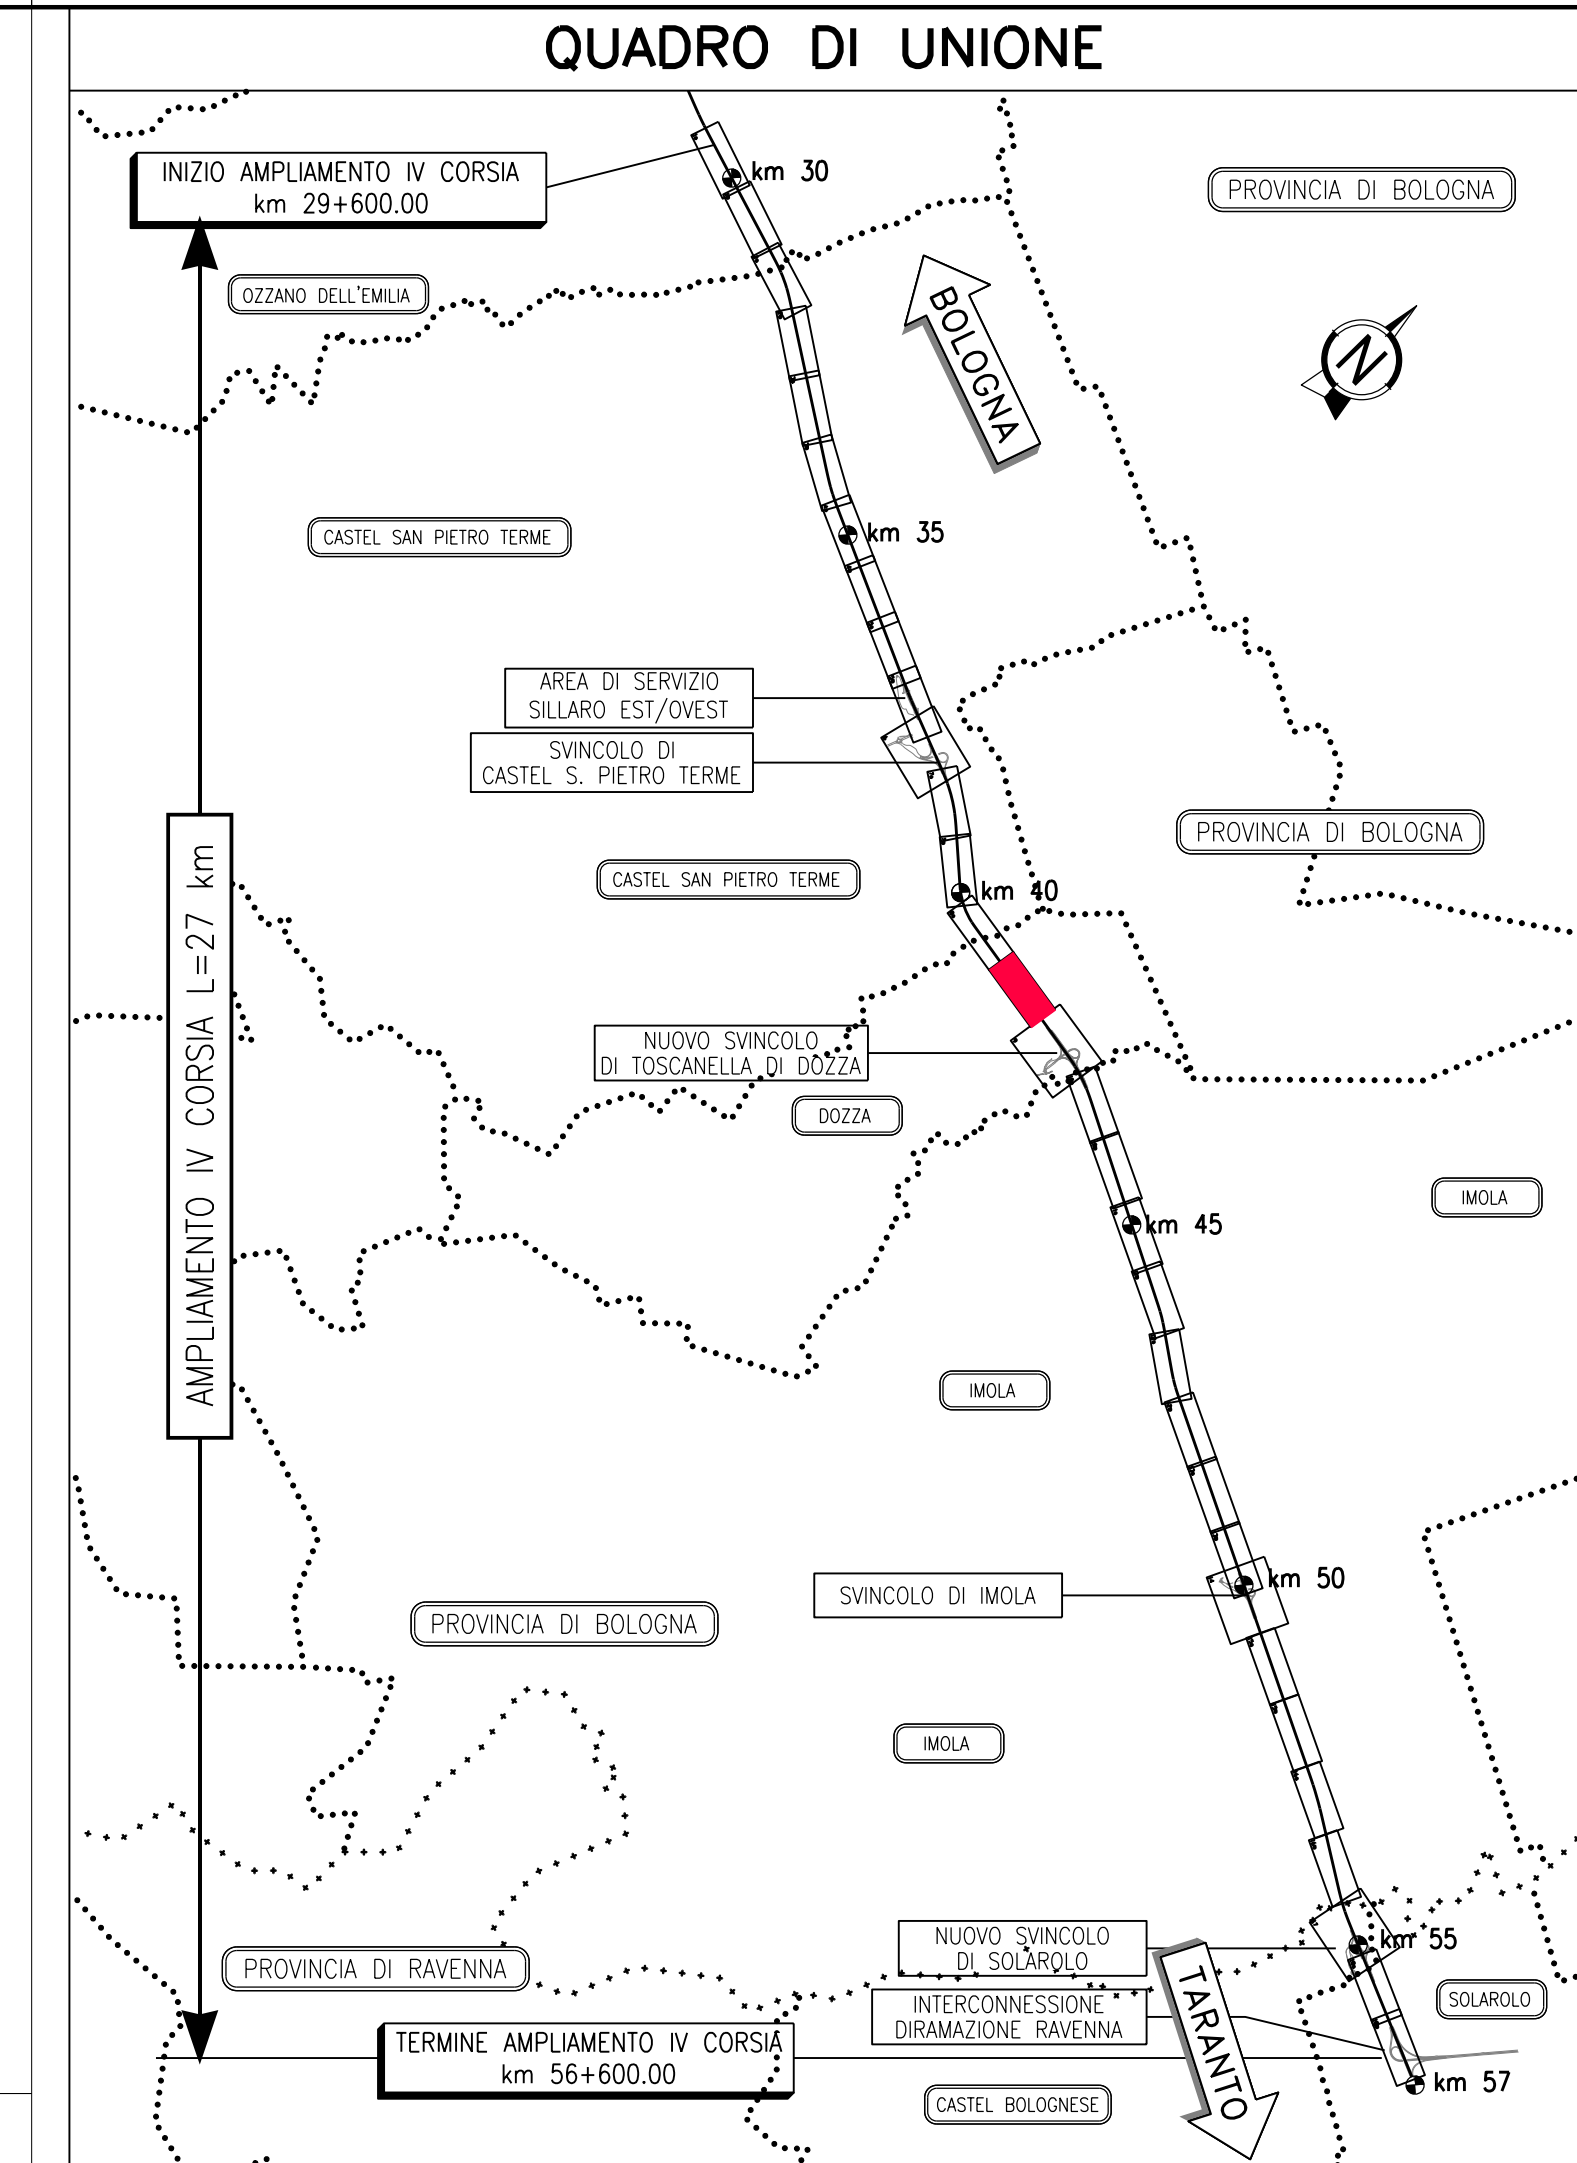 QUADRO DI UNIONE
INIZIO AMPLIAMENTO IV CORSIA
km 29+600.00
km 30
PROVINCIA DI BOLOGNA
OZZANO DELL'EMILIA
BOLOGNA
N
CASTEL SAN PIETRO TERME
km 35
AREA DI SERVIZIO
SILLARO EST/OVEST
SVINCOLO DI
CASTEL S. PIETRO TERME
PROVINCIA DI BOLOGNA
CASTEL SAN PIETRO TERME
km 40
AMPLIAMENTO IV CORSIA L=27 km
NUOVO SVINCOLO
DI TOSCANELLA DI DOZZA
DOZZA
IMOLA
km 45
IMOLA
km 50
SVINCOLO DI IMOLA
PROVINCIA DI BOLOGNA
IMOLA
NUOVO SVINCOLO
DI SOLAROLO
km 55
PROVINCIA DI RAVENNA
TARANTO
SOLAROLO
INTERCONNESSIONE
DIRAMAZIONE RAVENNA
TERMINE AMPLIAMENTO IV CORSIA
km 56+600.00
km 57
CASTEL BOLOGNESE